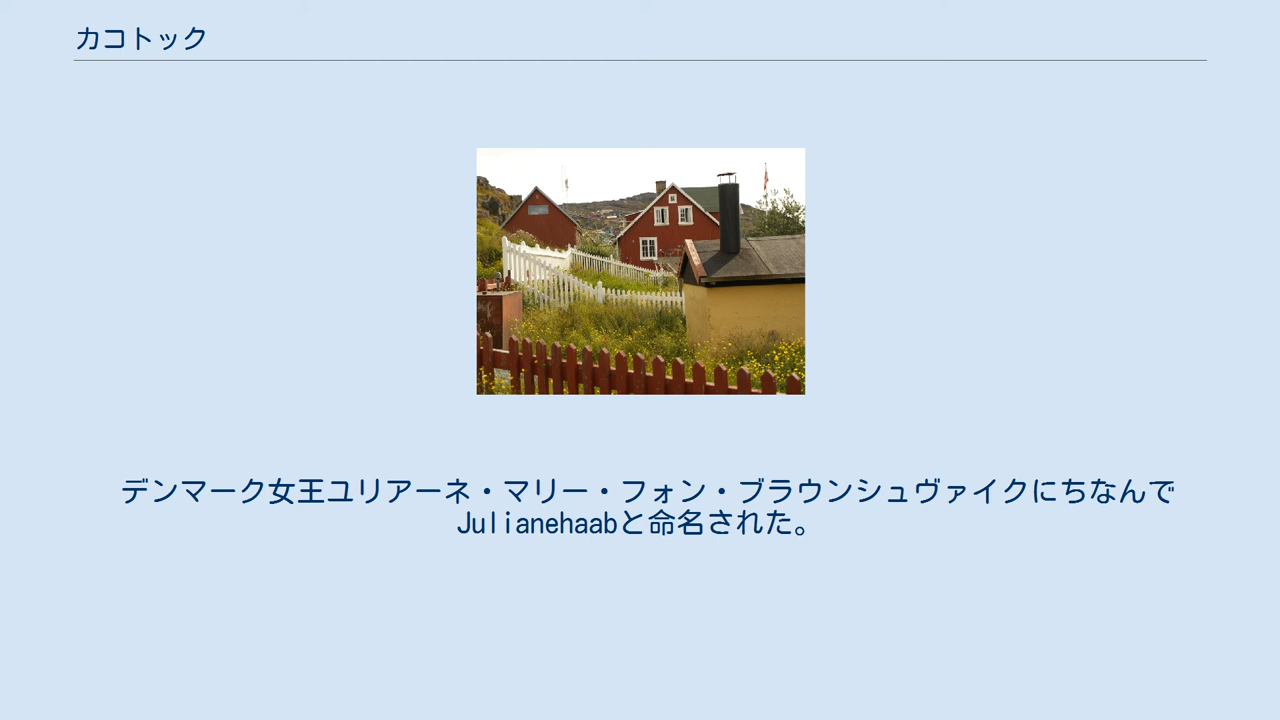 カコトック
デンマーク女王ユリアーネ・マリー・フォン・ブラウンシュヴァイクにちなんで
Julianehaabと命名された。